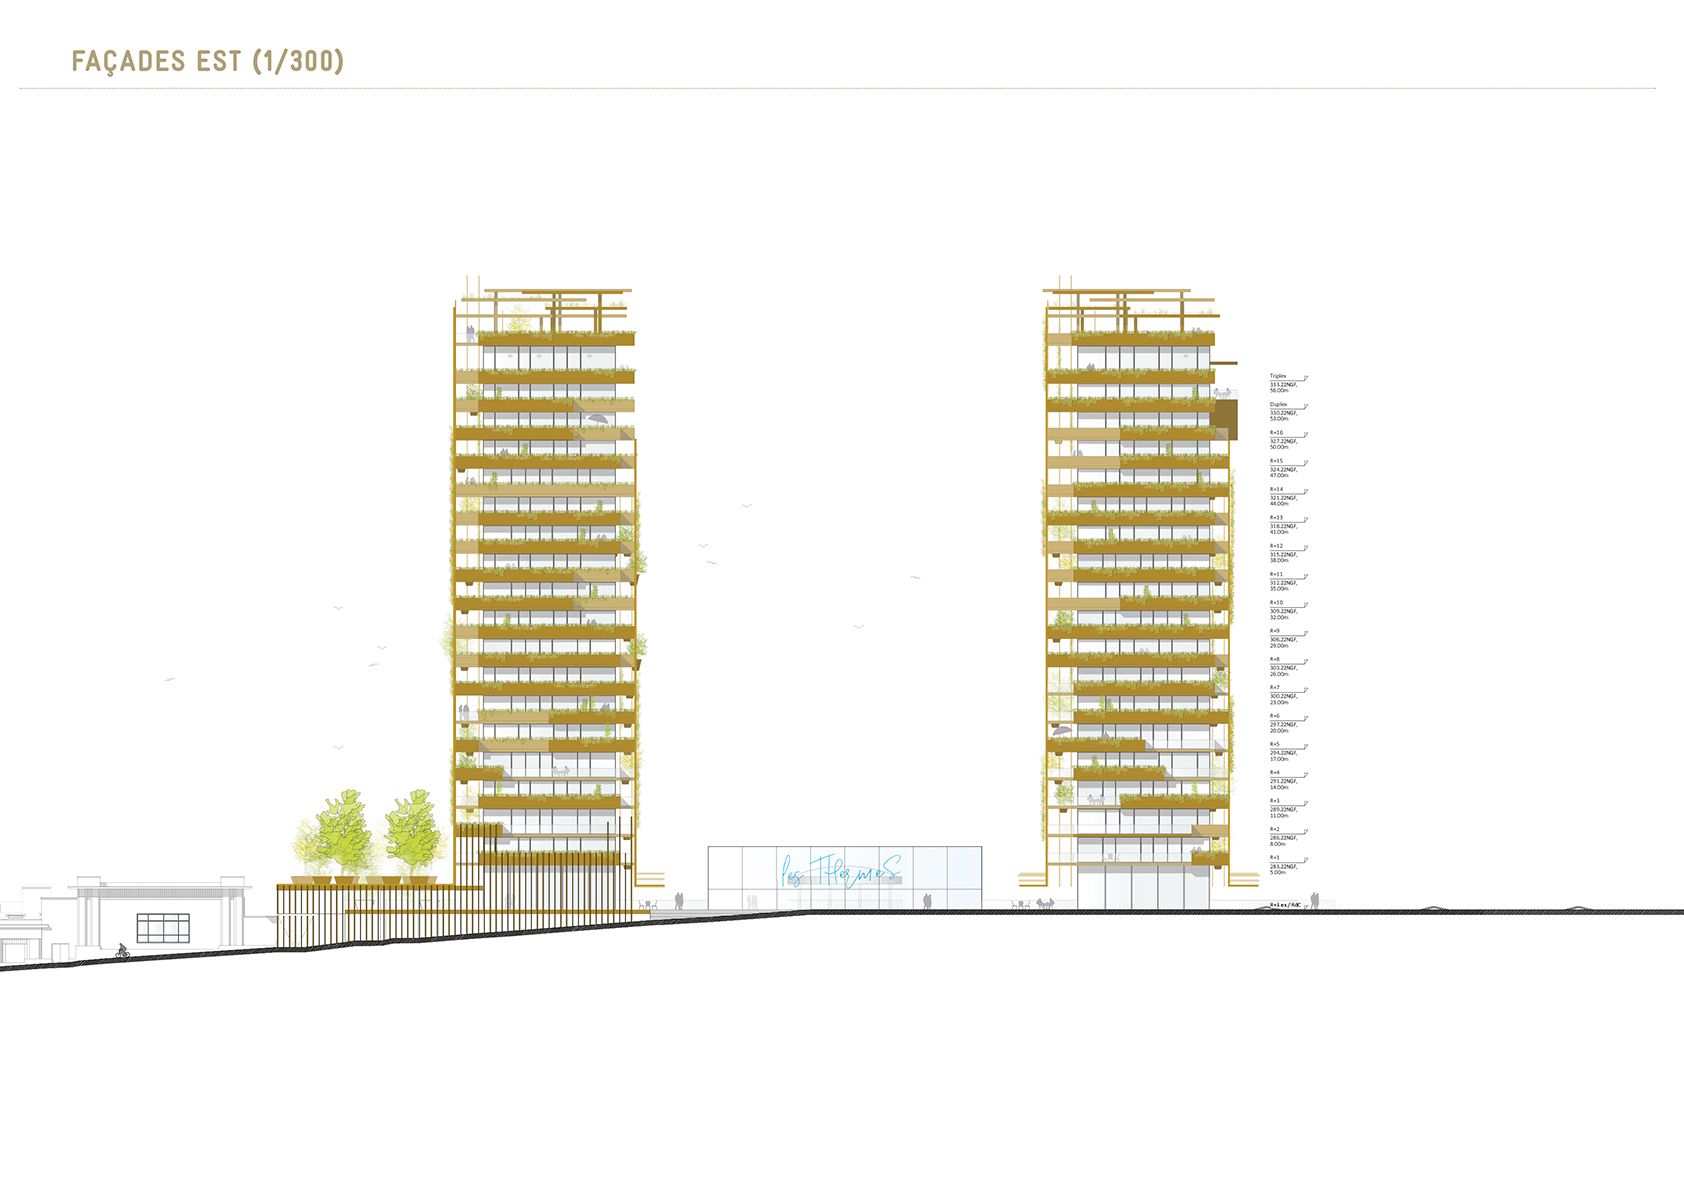 FAÇADES EST (1/300)
Triplex
333.22NGF,
56.00m
Duplex
330.22NGF,
53.00m
R+16
327.22NGF,
50.00m
R+15
324.22NGF,
47.00m
R+14
321.22NGF,
44.00m
R+13
318.22NGF,
41.00m
R+12
315.22NGF,
38.00m
R+11
312.22NGF,
35.00m
R+10
309.22NGF,
32.00m
R+9
306.22NGF,
29.00m
R+8
303.22NGF,
26.00m
R+7
300.22NGF,
23.00m
R+6
297.22NGF,
20.00m
R+5
294.22NGF,
17.00m
R+4
291.22NGF,
14.00m
R+3
289.22NGF,
11.00m
R+2
286.22NGF,
8.00m
R+1
283.22NGF,
5.00m
les Thermes
/ RdC